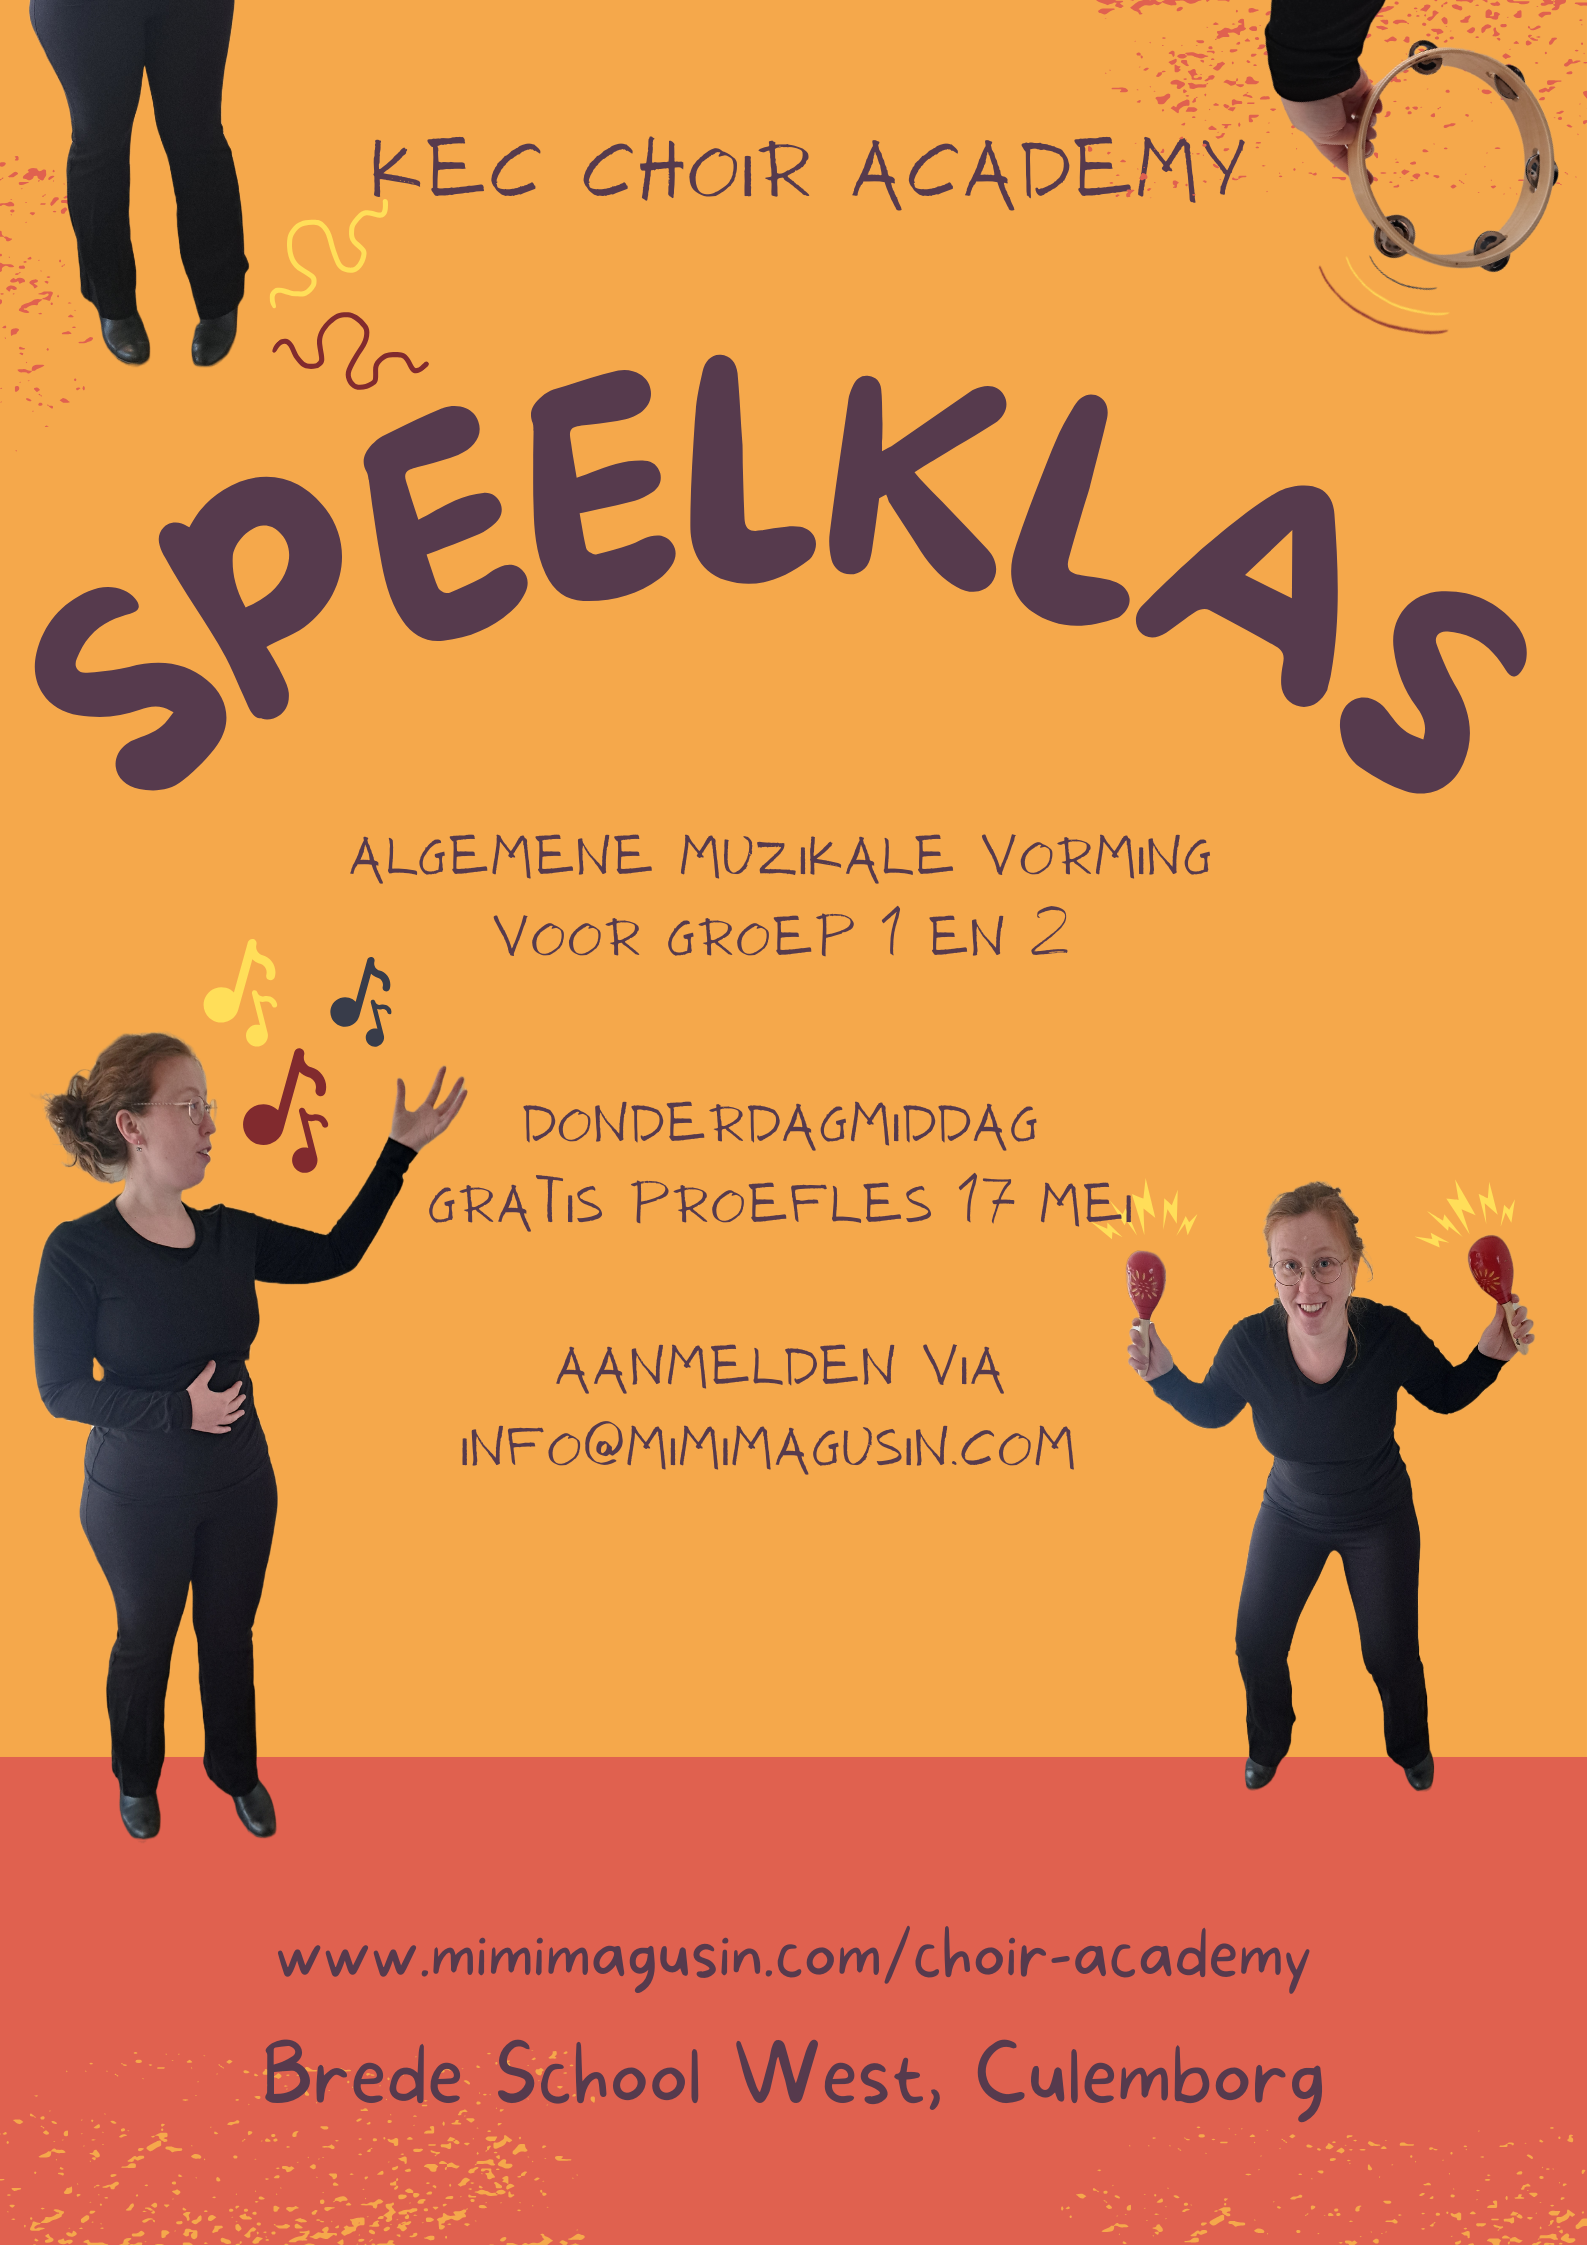 KEC CHOIR ACADEMY
SPEELKLAS
ALGEMENE MUZIKALE VORMING
VOOR GROEP 1 EN 2
DONDERDAGMIDDAG
GRATIS PROEFLES 17 MEI
AANMELDEN VIA
INFO@MIMIMAGUSIN.COM
www.mimimagusin.com/choir-academy
Brede School West, Culemborg